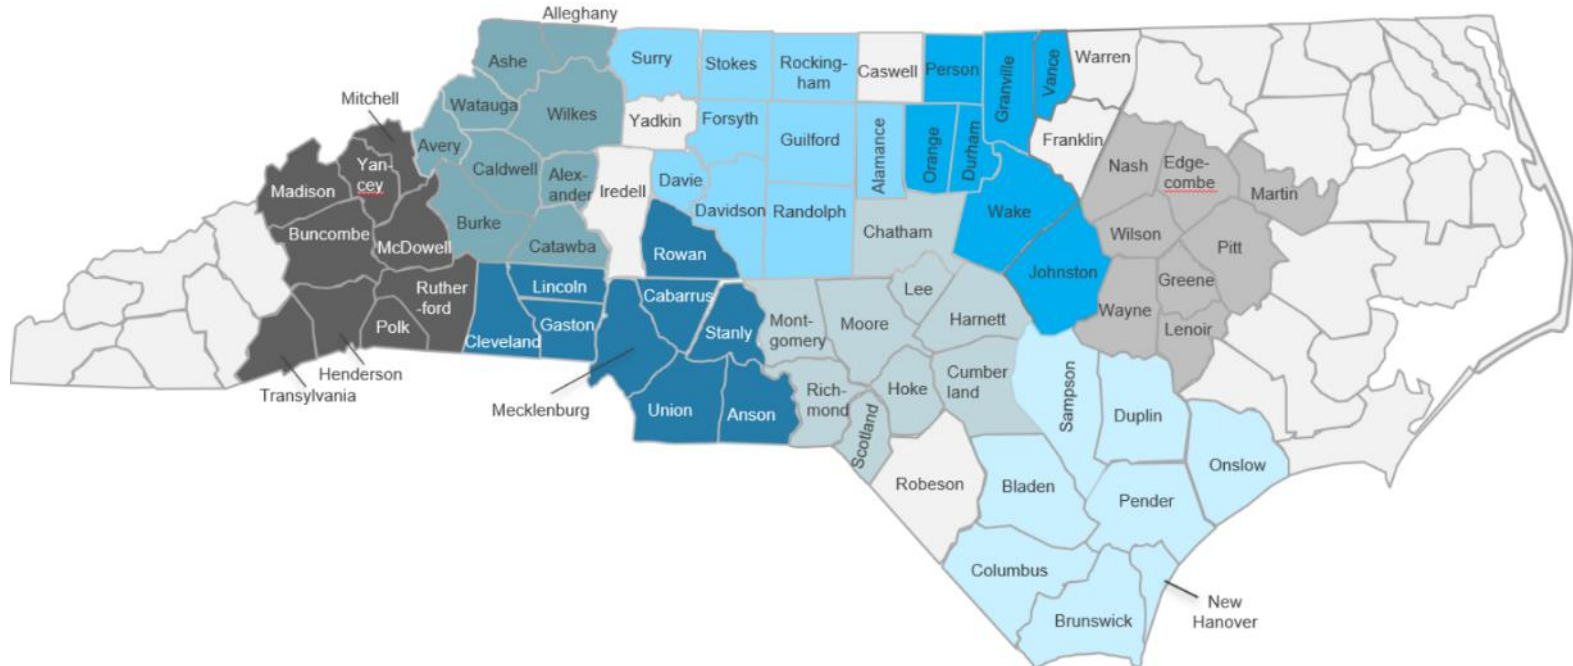 Alleghany
Ashe
Surry
Stokes
Rocking-
ham
Caswell
Person
Granville
Vance
Warren
Mitchell
Watauga
Wilkes
Yadkin
Forsyth
Guilford
Alamance
Orange
Durham
Franklin
Avery
Caldwell
Alex-
ander
Iredell
Davie
Nash
Edge-
combe
Martin
Madison
Yan-
cey
Burke
Davidson
Randolph
Chatham
Wake
Wilson
Pitt
Buncombe
McDowell
Catawba
Rowan
Johnston
Greene
Ruther
-ford
Lincoln
Cabarrus
Lee
Wayne
Lenoir
Polk
Cleveland
Gaston
Stanly
Mont-
gomery
Moore
Harnett
Henderson
Transylvania
Mecklenburg
Union
Anson
Rich-
mond
Scotland
Hoke
Cumber
land
Sampson
Duplin
Onslow
Robeson
Bladen
Pender
Columbus
Brunswick
New
Hanover